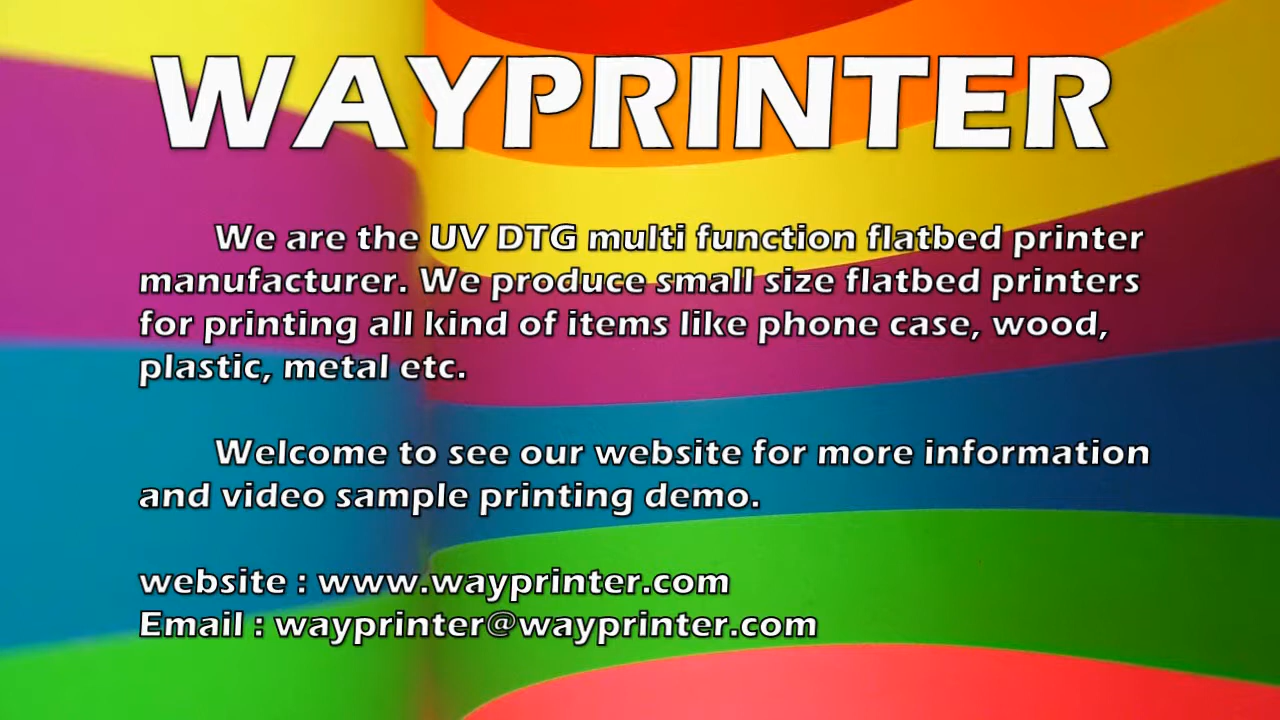 WAYPRINTER
We are the UV DTG multi function flatbed printer
manufacturer. We produce small size flatbed printers
for printing all kind of items like phone case, wood,
plastic, metal etc.
Welcome to see our website for more information
and video sample printing demo.
website : www.wayprinter.com
Email : wayprinter@wayprinter.com